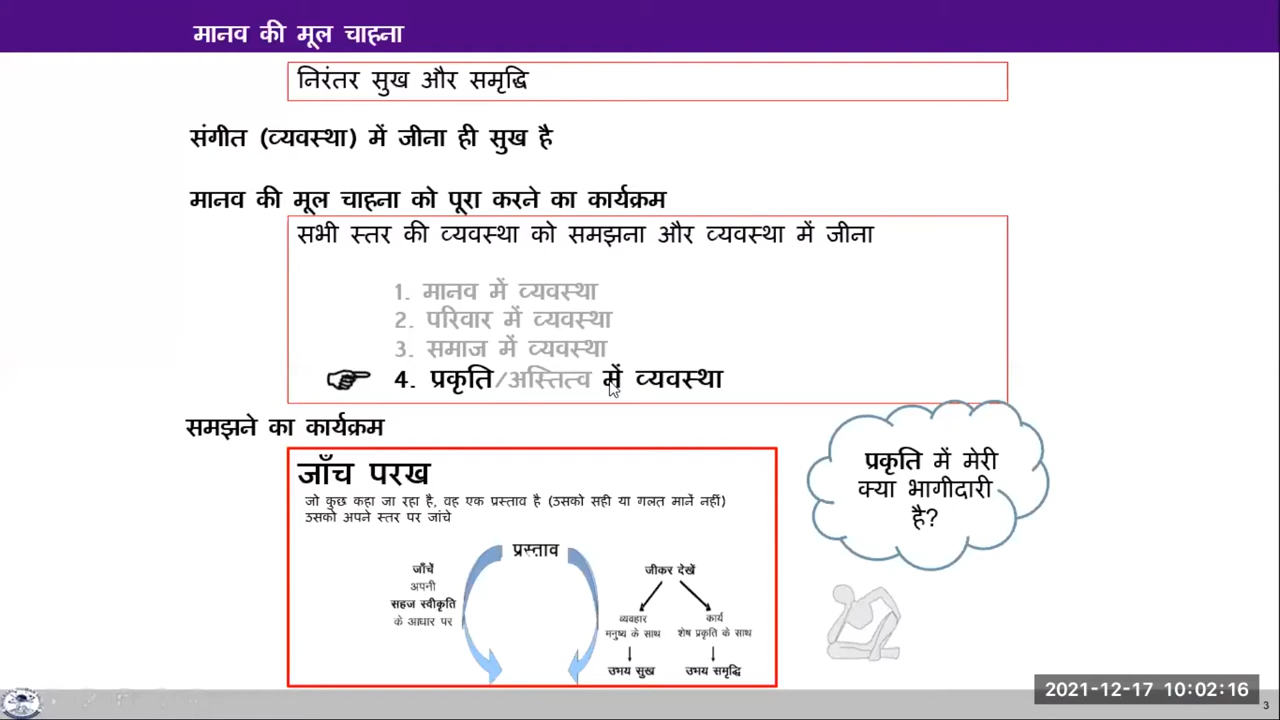 मानव की मूल चाहना
निरंतर सुख और समृद्धि
संगीत (व्यवस्था) में जीना ही सुख है
मानव की मूल चाहना को पूरा करने का कार्यक्रम
सभी स्तर की व्यवस्था को समझना और व्यवस्था में जीना
1. मानव में व्यवस्था
2. परिवार में व्यवस्था
3. समाज में व्यवस्था
4. प्रकृति/अस्तित्व में व्यवस्था
समझने का कार्यक्रम
जाँच परख
जो कुछ कहा जा रहा है, वह एक प्रस्ताव है (उसको सही या गलत मानें नहीं)
उसको अपने स्तर पर जांचे
प्रस्ताव
जाँचें
अपनी
सहज स्वीकृति
के आधार पर
जीकर देखें
व्यवहार
मनुष्य के साथ
उभय सुख
कार्य
शेष प्रकृति के साथ
उभय समृद्धि
प्रकृति में मेरी
क्या भागीदारी
है?
2021-12-17 10:02:16
3